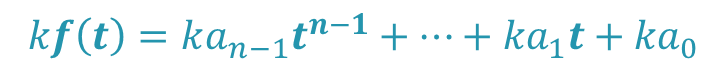 kf(t) = ka_{n−1}t^{n−1} + ⋯ + ka_1t + ka_0